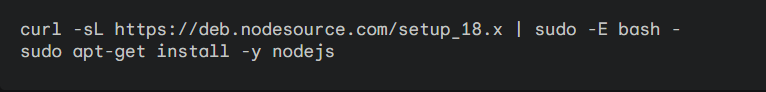 curl -sL https://deb.nodesource.com/setup_18.x | sudo -E bash -
sudo apt-get install -y nodejs